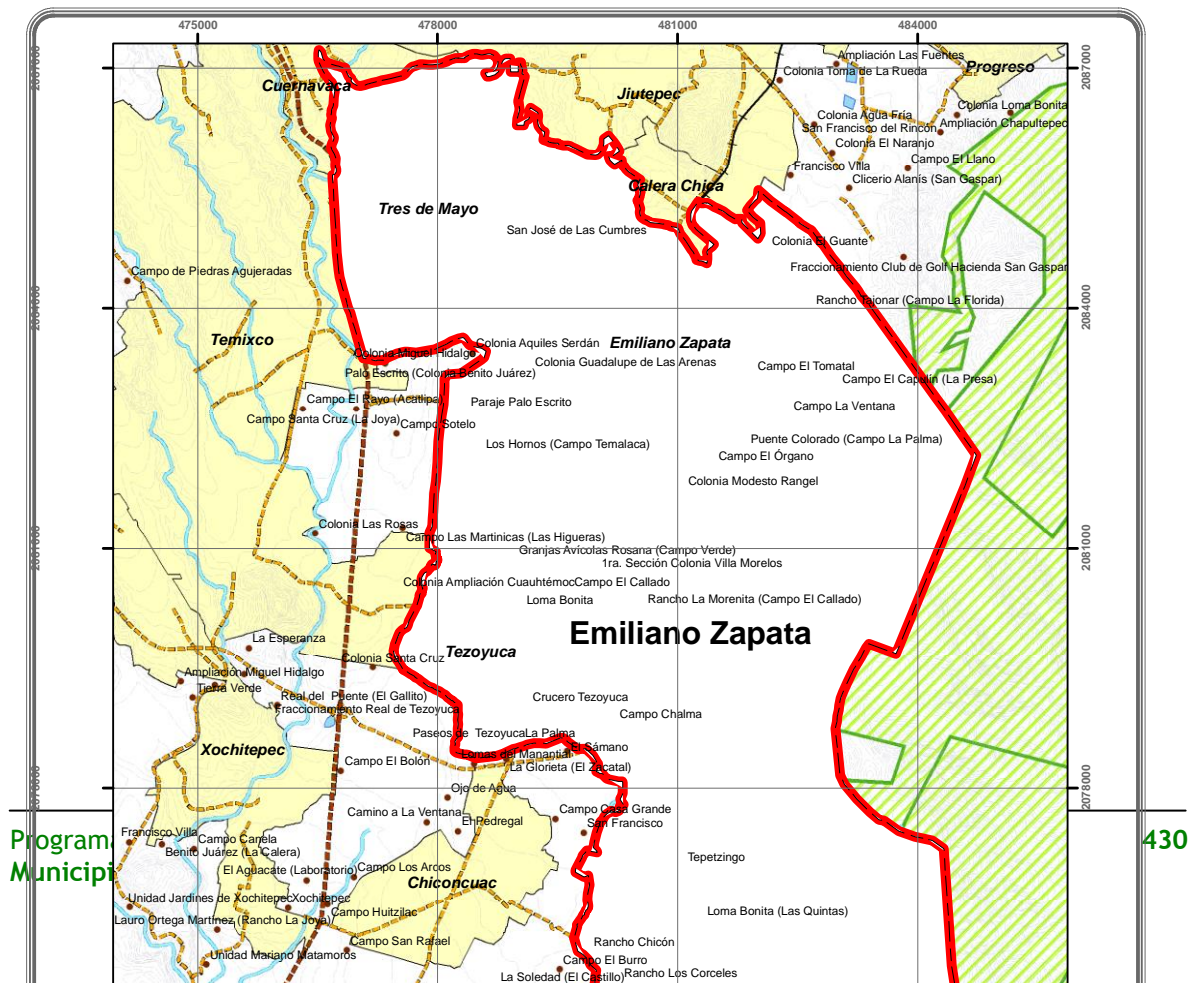 475000
478000
481000
484000
2087000
2087000
Ampliación Las Fuentes
Progreso
Colonia Toma de La Rueda
Cuernavaca
Jiutepec
Colonia Loma Bonita
Colonia Agua Fría
Ampliación Chapultepec
San Francisco del Rincón
Colonia El Naranjo
Campo El Llano
Francisco Villa
Clicerio Alanís (San Gaspar)
Calera Chica
Tres de Mayo
San José de Las Cumbres
Colonia El Guante
Fraccionamiento Club de Golf Hacienda San Gaspar
Campo de Piedras Agujeradas
Rancho Tajonar (Campo La Florida)
2084000
2084000
Temixco
Colonia Aquiles Serdán
Emiliano Zapata
Colonia Miguel Hidalgo
Colonia Guadalupe de Las Arenas
Campo El Tomatal
Palo Escrito (Colonia Benito Juárez)
Campo El Capulín (La Presa)
Campo El Rayo (Acatlipa)
Paraje Palo Escrito
Campo La Ventana
Campo Santa Cruz (La Joya)
Campo Sotelo
Los Hornos (Campo Temalaca)
Puente Colorado (Campo La Palma)
Campo El Órgano
Colonia Modesto Rangel
Colonia Las Rosas
Campo Las Martinicas (Las Higueras)
2081000
2081000
Granjas Avícolas Rosana (Campo Verde)
1ra. Sección Colonia Villa Morelos
Colonia Ampliación Cuauhtémoc
Campo El Callado
Loma Bonita
Rancho La Morenita (Campo El Callado)
Emiliano Zapata
La Esperanza
Tezoyuca
Colonia Santa Cruz
Ampliación Miguel Hidalgo
Tierra Verde
Real del Puente (El Gallito)
Crucero Tezoyuca
Fraccionamiento Real de Tezoyuca
Campo Chalma
Paseos de Tezoyuca
La Palma
Xochitepec
El Sámano
Lomas del Manantial
Campo El Bolón
La Glorieta (El Zacatal)
2078000
2078000
Ojo de Agua
Camino a La Ventana
Campo Casa Grande
El Pedregal
San Francisco
Francisco Villa
Programa
430
Campo Canela
Benito Juárez (La Calera)
Tepetzingo
Municipi
El Aguacate (Laboratorio)
Campo Los Arcos
Chiconcuac
Unidad Jardines de Xochitepec
Xochitepec
Campo Huitzilac
Loma Bonita (Las Quintas)
Lauro Ortega Martínez (Rancho La Joya)
Campo San Rafael
Rancho Chicón
Unidad Mariano Matamoros
Campo El Burro
La Soledad (El Castillo)
Rancho Los Corceles